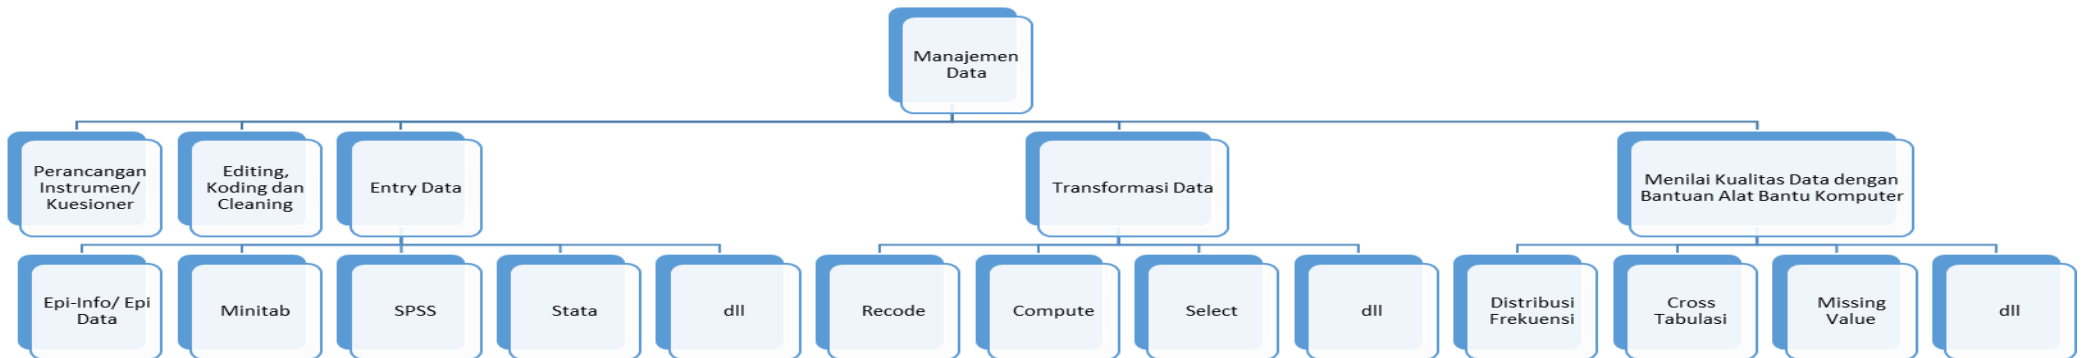 Manajemen
Data
Perancangan
Instrumen/
Kuesioner
Editing,
Koding dan
Cleaning
Entry Data
Transformasi Data
Menilai Kualitas Data dengan
Bantuan Alat Bantu Komputer
Epi-Info/ Epi
Data
Minitab
SPSS
Stata
dll
Recode
Compute
Select
dll
Distribusi
Frekuensi
Cross
Tabulasi
Missing
Value
dll